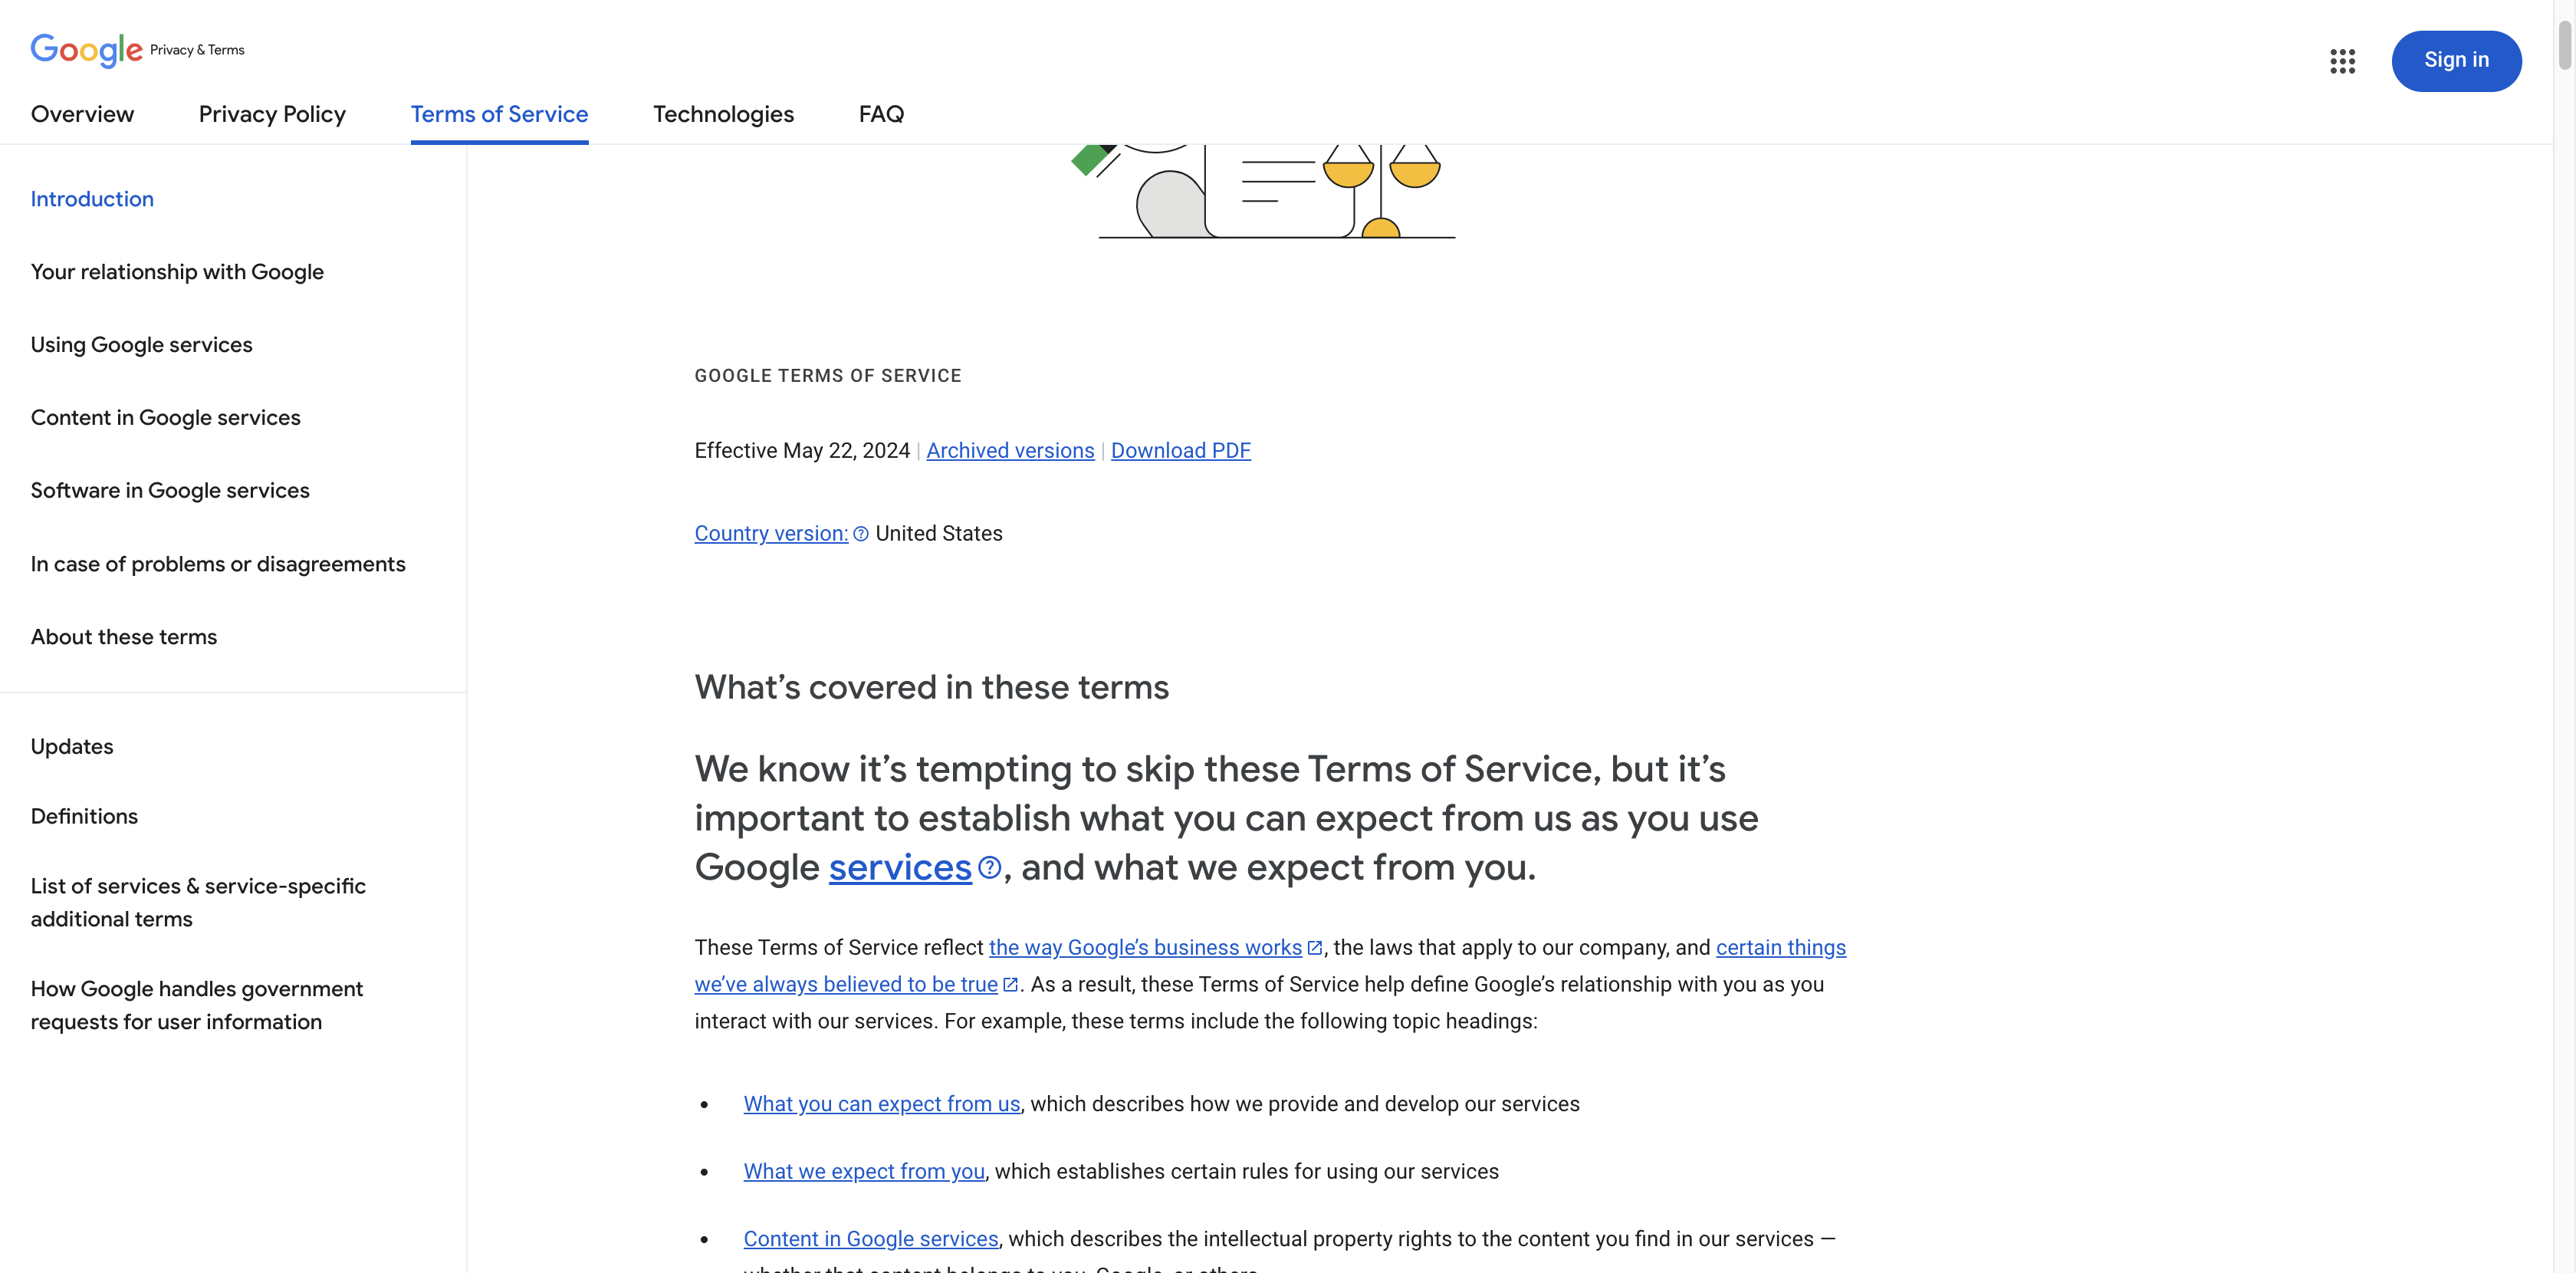 Google Privacy & Terms
Sign in
Overview Privacy Policy Terms of Service Technologies FAQ
Introduction
Your relationship with Google
Using Google services
Content in Google services
Software in Google services
In case of problems or disagreements
About these terms
Updates
Definitions
List of services & service-specific
additional terms
How Google handles government
requests for user information
GOOGLE TERMS OF SERVICE
Effective May 22, 2024 | Archived versions | Download PDF
Country version: United States
What’s covered in these terms
We know it’s tempting to skip these Terms of Service, but it’s
important to establish what you can expect from us as you use
Google services, and what we expect from you.
These Terms of Service reflect the way Google’s business works, the laws that apply to our company, and certain things
we’ve always believed to be true. As a result, these Terms of Service help define Google’s relationship with you as you
interact with our services. For example, these terms include the following topic headings:
• What you can expect from us, which describes how we provide and develop our services
• What we expect from you, which establishes certain rules for using our services
• Content in Google services, which describes the intellectual property rights to the content you find in our services —
whether that content belongs to you, Google, or others